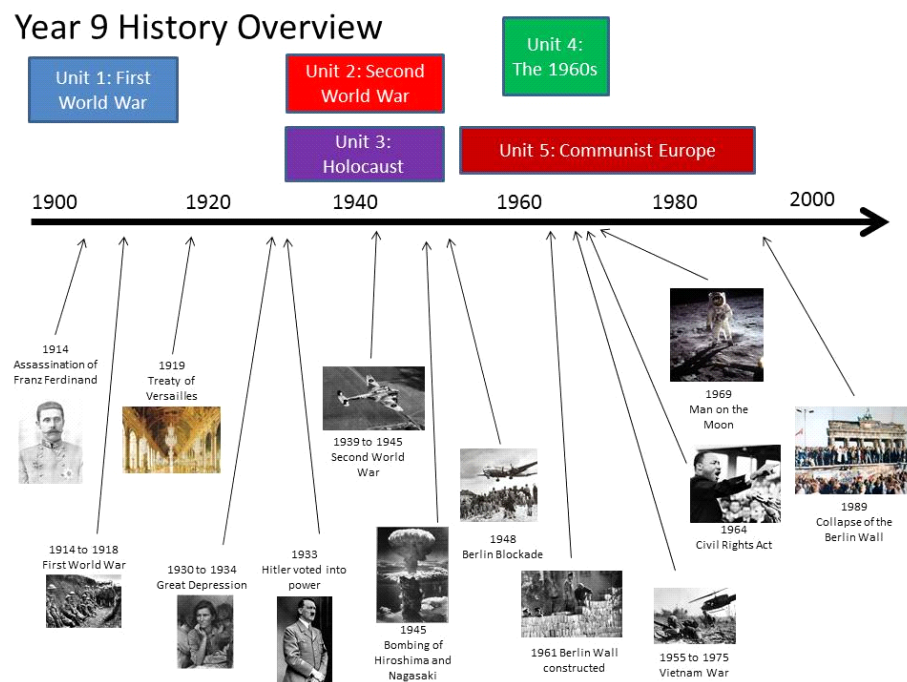 Year 9 History Overview
Unit 1: First
World War
Unit 2: Second
World War
Unit 3:
Holocaust
Unit 4:
The 1960s
Unit 5: Communist Europe
1900
1920
1940
1960
1980
2000
1914
Assassination of
Franz Ferdinand
1919
Treaty of
Versailles
1939 to 1945
Second World
War
1969
Man on the
Moon
1914 to 1918
First World War
1930 to 1934
Great Depression
1933
Hitler voted into
power
1945
Bombing of
Hiroshima and
Nagasaki
1948
Berlin Blockade
1961 Berlin Wall
constructed
1955 to 1975
Vietnam War
1964
Civil Rights Act
1989
Collapse of the
Berlin Wall